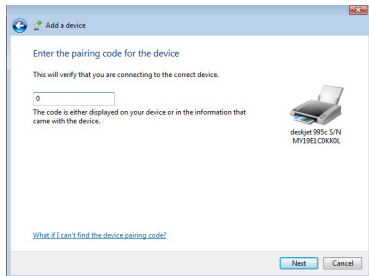 Add a device
Enter the pairing code for the device
This will verify that you are connecting to the correct device.
0
The code is either displayed on your device or in the information that
came with the device.
deskjet 995c S/N
MY19E1C0KK0L
What if I can't find the device pairing code?
Next
Cancel